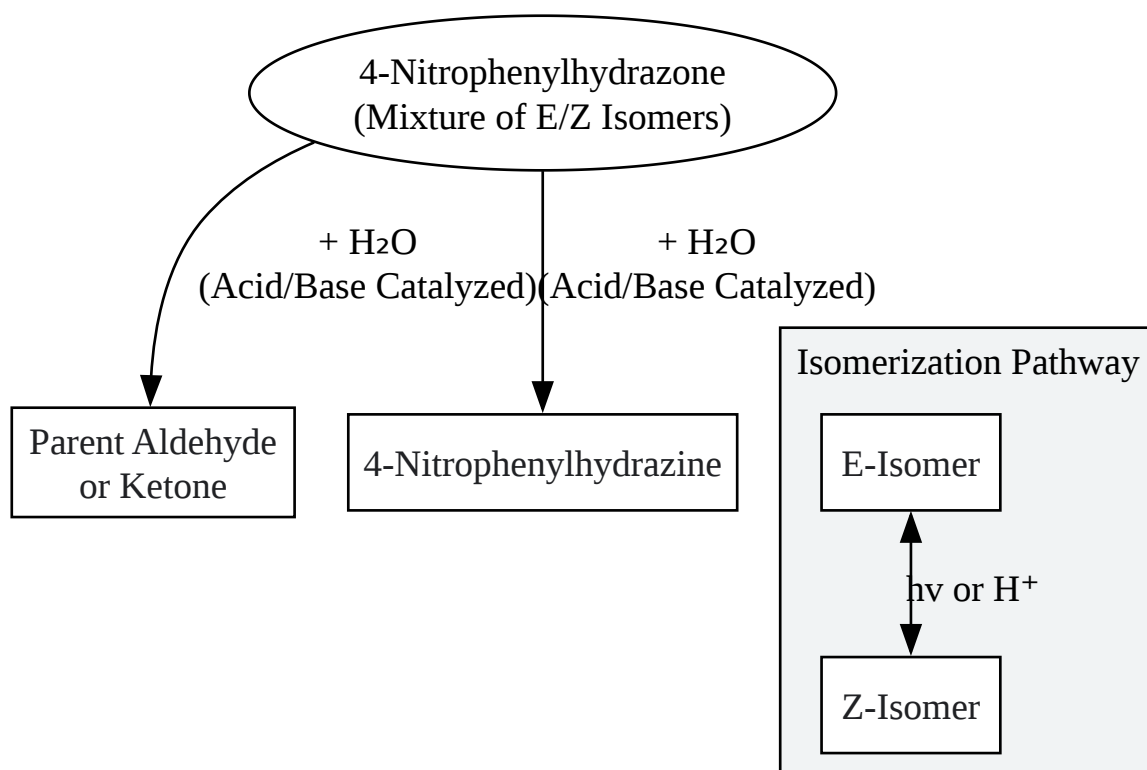 4-Nitrophenylhydrazone
(Mixture of E/Z Isomers)
+ H₂O
(Acid/Base Catalyzed)
+ H₂O
(Acid/Base Catalyzed)
Isomerization Pathway
Parent Aldehyde
or Ketone
4-Nitrophenylhydrazine
E-Isomer
hν or H⁺
Z-Isomer